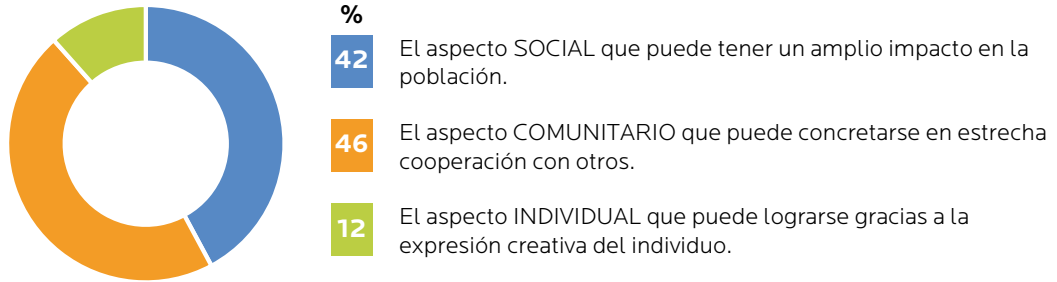 %
42
El aspecto SOCIAL que puede tener un amplio impacto en la
población.
46
El aspecto COMUNITARIO que puede concretarse en estrecha
cooperación con otros.
12
El aspecto INDIVIDUAL que puede lograrse gracias a la
expresión creativa del individuo.